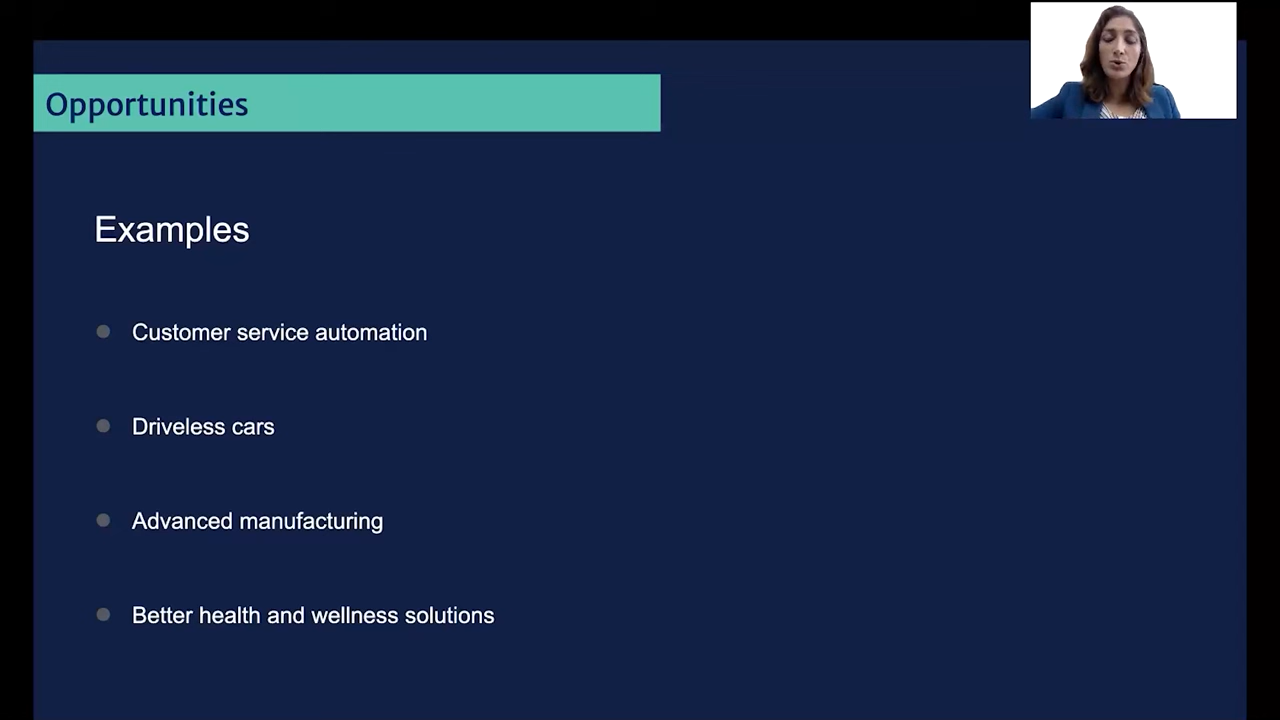 Opportunities
Examples
Customer service automation
Driveless cars
Advanced manufacturing
Better health and wellness solutions